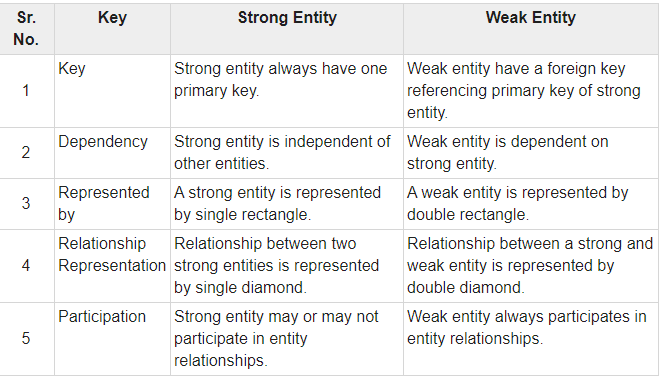 Sr. No. Key Strong Entity Weak Entity
1 Key Strong entity always have one primary key. Weak entity have a foreign key referencing primary key of strong entity.
2 Dependency Strong entity is independent of other entities. Weak entity is dependent on strong entity.
3 Represented by A strong entity is represented by single rectangle. A weak entity is represented by double rectangle.
4 Relationship Representation Relationship between two strong entities is represented by single diamond. Relationship between a strong and weak entity is represented by double diamond.
5 Participation Strong entity may or may not participate in entity relationships. Weak entity always participates in entity relationships.